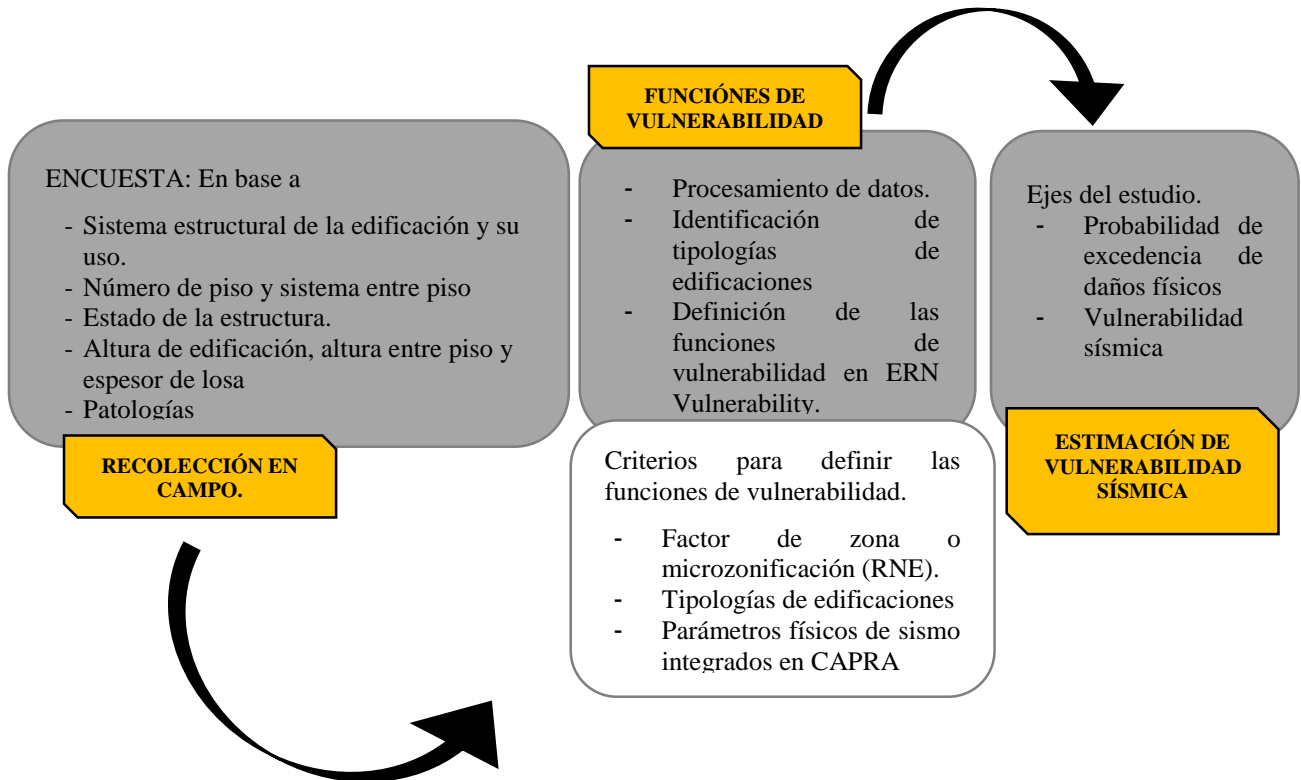 ENCUESTA: En base a
- Sistema estructural de la edificación y su
uso.
- Número de piso y sistema entre piso
- Estado de la estructura.
- Altura de edificación, altura entre piso y
espesor de losa
- Patologías
RECOLECCIÓN EN
CAMPO.
FUNCIÓNES DE
VULNERABILIDAD
- Procesamiento de datos.
- Identificación de
tipologías de
edificaciones
- Definición de las
funciones de
vulnerabilidad en ERN
Vulnerability.
Criterios para definir las
funciones de vulnerabilidad.
- Factor de zona o
microzonificación (RNE).
- Tipologías de edificaciones
- Parámetros físicos de sismo
integrados en CAPRA
Ejes del estudio.
- Probabilidad de
excedencia de
daños físicos
- Vulnerabilidad
sísmica
ESTIMACIÓN DE
VULNERABILIDAD
SÍSMICA